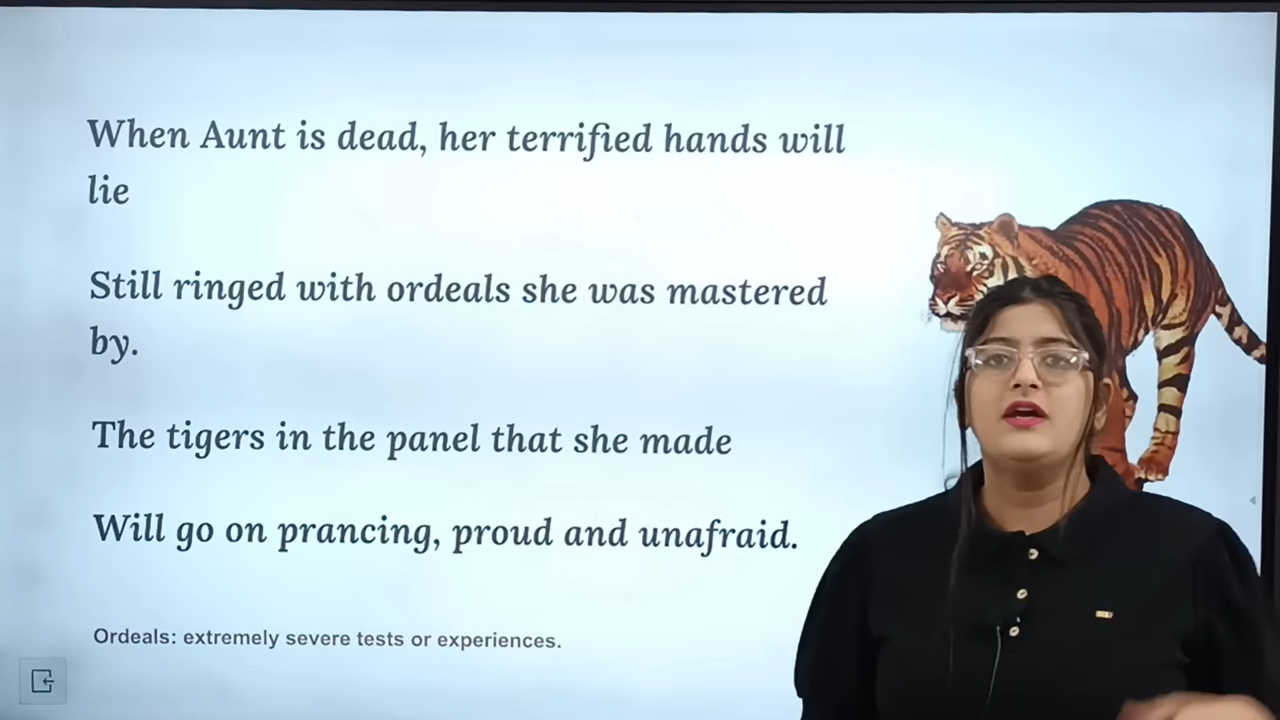 When Aunt is dead, her terrified hands will
lie
Still ringed with ordeals she was mastered
by.
The tigers in the panel that she made
Will go on prancing, proud and unafraid.
Ordeals: extremely severe tests or experiences.